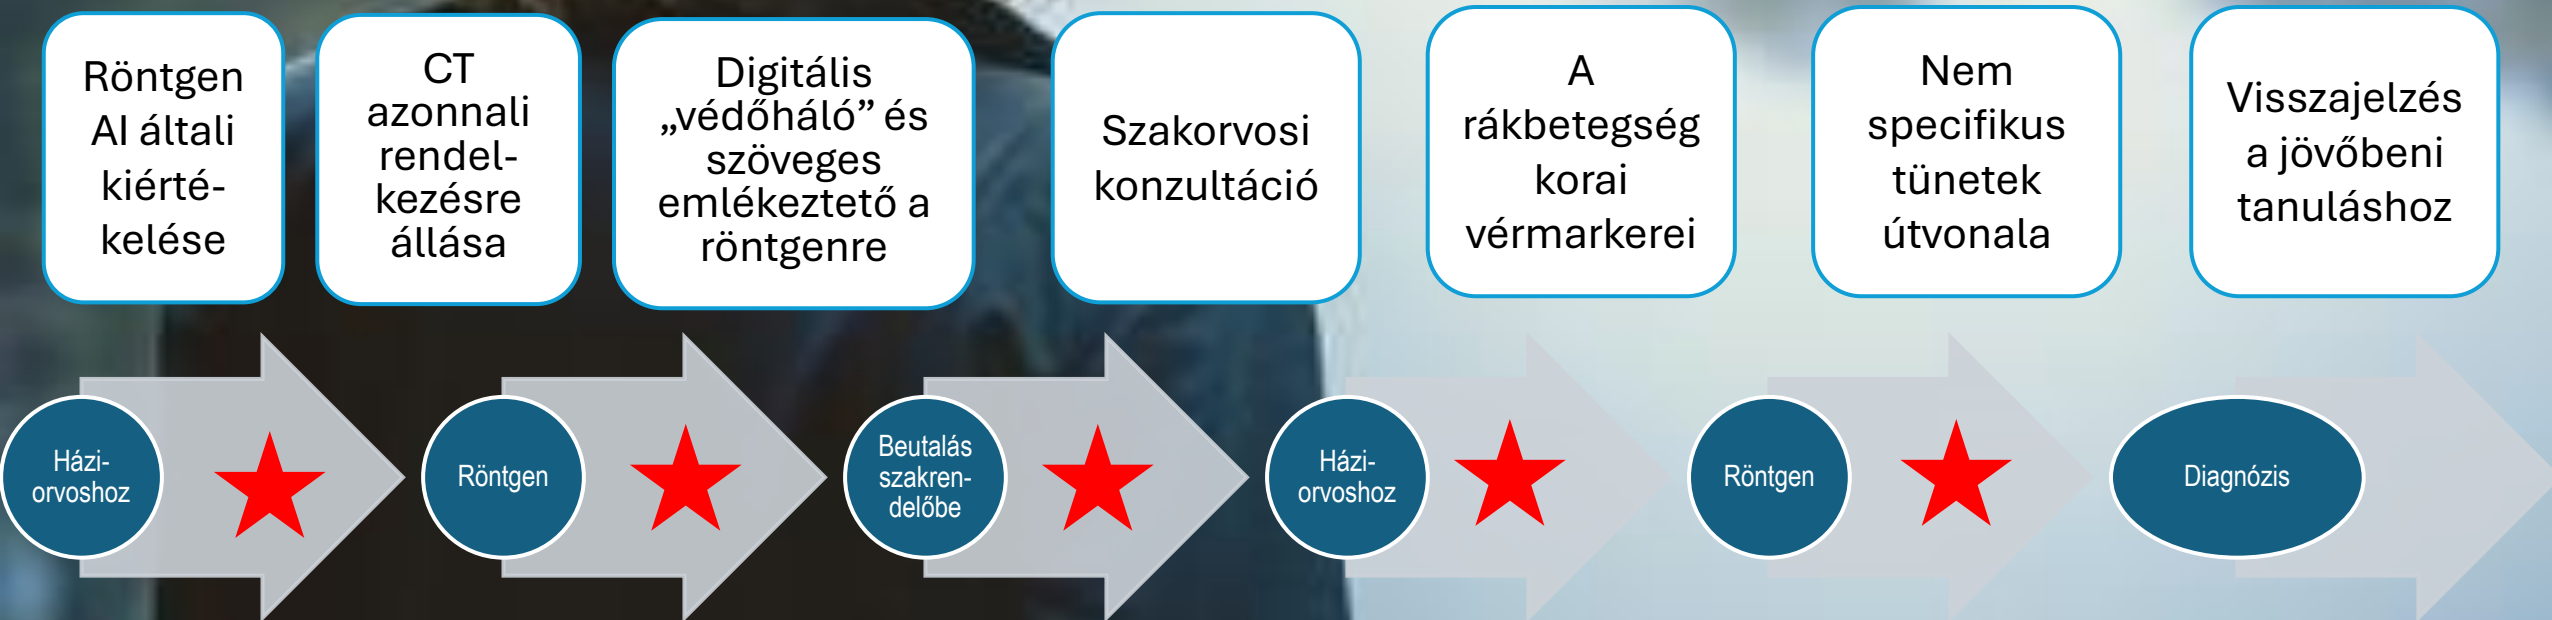 Röntgen
AI általi
kiérté-
kelése
CT
azonnali
rendel-
kezésre
állása
Digitális
„védőháló” és
szöveges
emlékeztető a
röntgenre
Szakorvosi
konzultáció
A
rákbetegség
korai
vérmarkerei
Nem
specifikus
tünetek
útvonala
Visszajelzés
a jövőbeni
tanuláshoz
Házi-
orvoshoz
Röntgen
Beutalás
szakren-
delőbe
Házi-
orvoshoz
Röntgen
Diagnózis